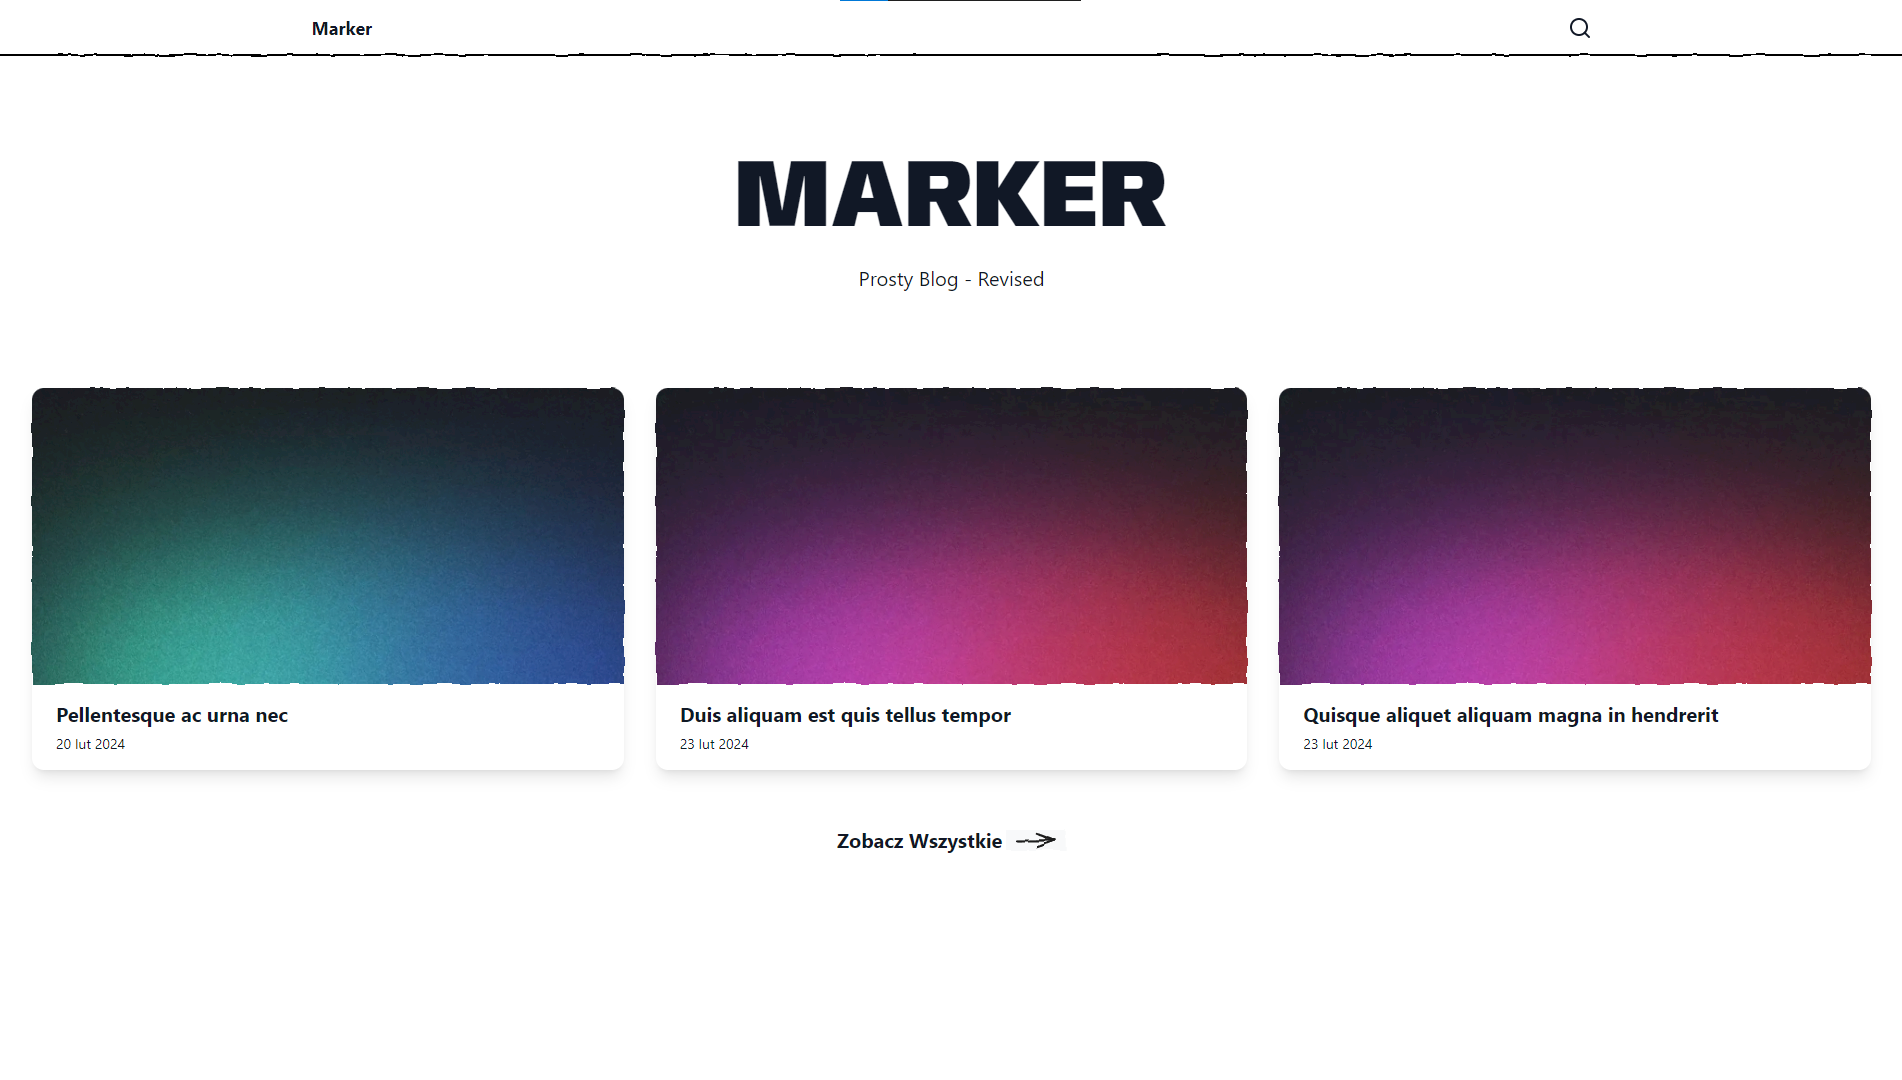 Marker
MARKER
Prosty Blog - Revised
Pellentesque ac urna nec
20 lut 2024
Duis aliquam est quis tellus tempor
23 lut 2024
Quisque aliquet aliquam magna in hendrerit
23 lut 2024
Zobacz Wszystkie